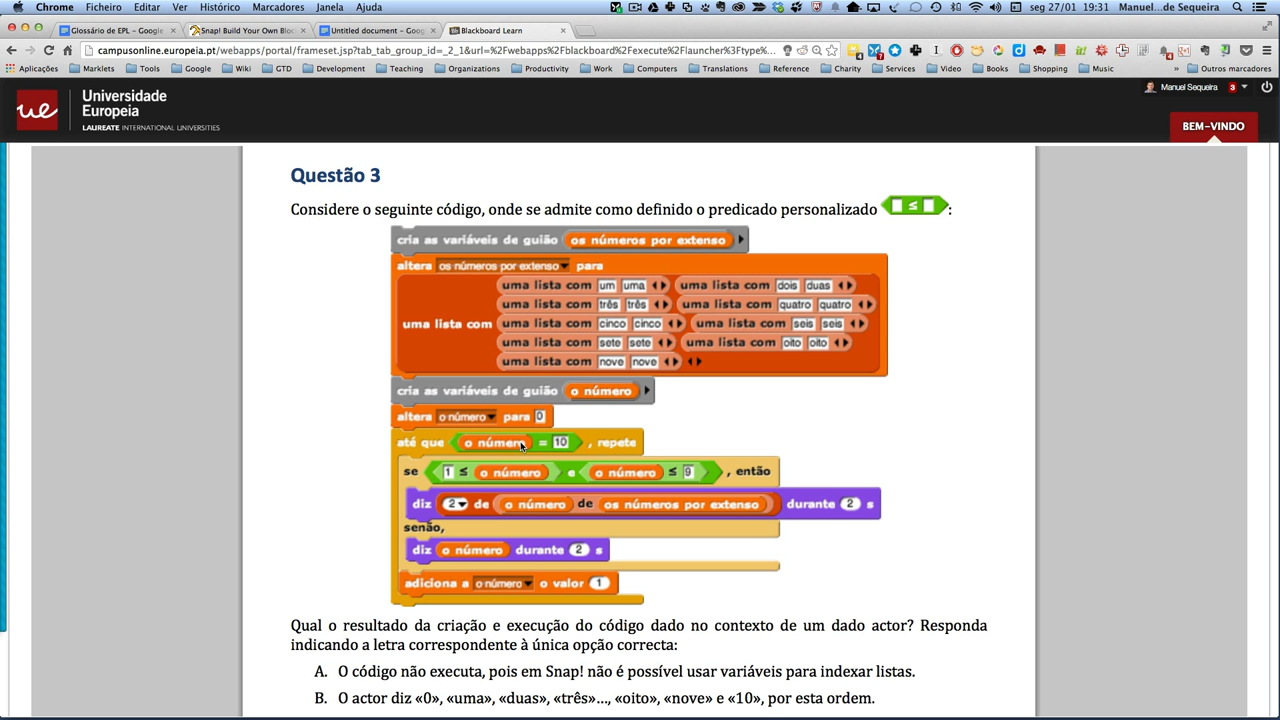 Chrome Ficheiro Editar Ver Histórico Marcadores Janela Ajuda seg 27/01 19:31 Manuel...de Sequeira
Glossário de EPL – Google Snap! Build Your Own Bloc Untitled document – Goog Blackboard Learn
campusonline.europeia.pt/webapps/portal/frameset.jsp?tab_tab_group_id=_2_1&url=%2Fwebapps%2Fblackboard%2Fexecute%2Flauncher%3Ftype%...
Aplicações Marklets Tools Google Wiki GTD Development Teaching Organizations Productivity Work Computers Translations Reference Charity Services Video Books Shopping Music » Outros marcadores
ue Universidade
Europeia
LAUREATE INTERNATIONAL UNIVERSITIES
Manuel Sequeira 3
BEM-VINDO
Questão 3
Considere o seguinte código, onde se admite como definido o predicado personalizado ≤ :
cria as variáveis de guião os números por extenso
altera os números por extenso para
uma lista com
uma lista com um uma uma lista com dois duas
uma lista com três três uma lista com quatro quatro
uma lista com cinco cinco uma lista com seis seis
uma lista com sete sete uma lista com oito oito
uma lista com nove nove
cria as variáveis de guião o número
altera o número para 0
até que o número = 10 , repete
se 1 ≤ o número e o número ≤ 9 , então
diz 2 de o número de os números por extenso durante 2 s
senão,
diz o número durante 2 s
adiciona a o número o valor 1
Qual o resultado da criação e execução do código dado no contexto de um dado actor? Responda
indicando a letra correspondente à única opção correcta:
A. O código não executa, pois em Snap! não é possível usar variáveis para indexar listas.
B. O actor diz «0», «uma», «duas», «três»..., «oito», «nove» e «10», por esta ordem.